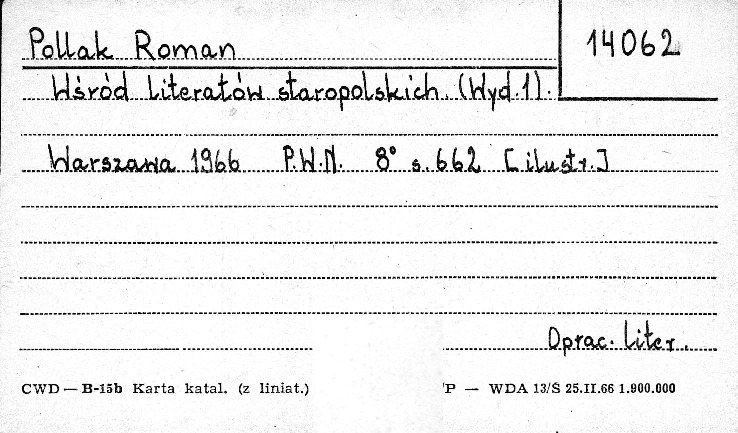 Pollak Roman
14062
Wśród literatów staropolskich. (Wyd.1).
Warszawa 1966 P.W.N. 8° s.662 [ilustr.]
Oprac. liter.
CWD — B-15b Karta katal. (z liniat.)
P — WDA 13/S 25.II.66 1.900.000